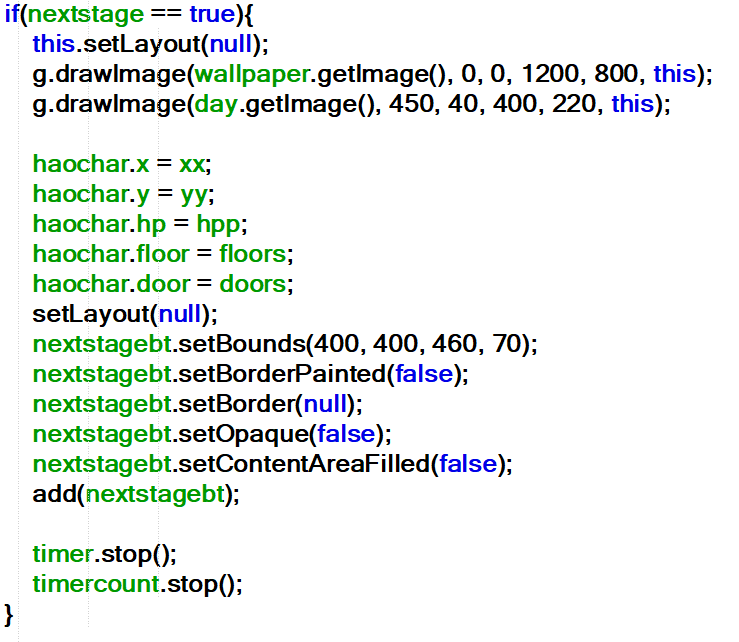 if(nextstage == true){
this.setLayout(null);
g.drawImage(wallpaper.getImage(), 0, 0, 1200, 800, this);
g.drawImage(day.getImage(), 450, 40, 400, 220, this);
haochar.x = xx;
haochar.y = yy;
haochar.hp = hpp;
haochar.floor = floors;
haochar.door = doors;
setLayout(null);
nextstagebt.setBounds(400, 400, 460, 70);
nextstagebt.setBorderPainted(false);
nextstagebt.setBorder(null);
nextstagebt.setOpaque(false);
nextstagebt.setContentAreaFilled(false);
add(nextstagebt);
timer.stop();
timercount.stop();
}